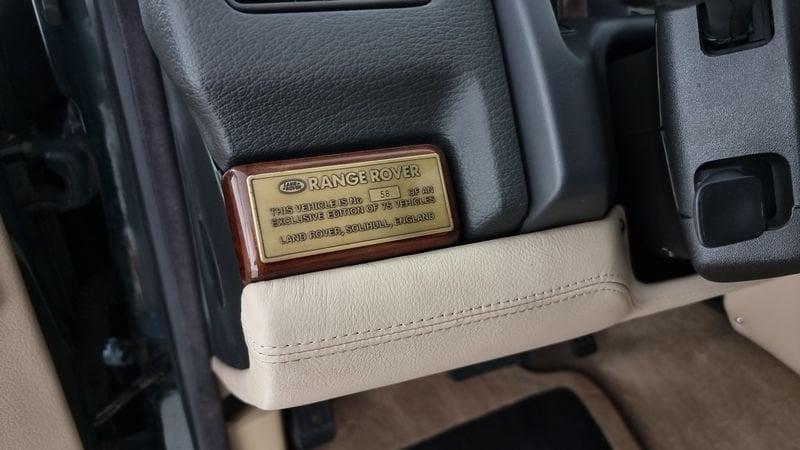 LAND ROVER RANGE ROVER
THIS VEHICLE IS No 58 OF AN
EXCLUSIVE EDITION OF 75 VEHICLES
LAND ROVER, SOLIHULL, ENGLAND